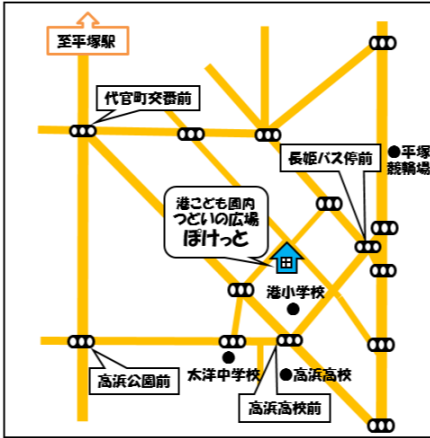 至平塚駅
代官町交番前
長姫バス停前
●平塚
競輪場
港こども園内
つどいの広場
ぽけっと
港小学校
●
高浜公園前
●
太洋中学校
●高浜高校
高浜高校前